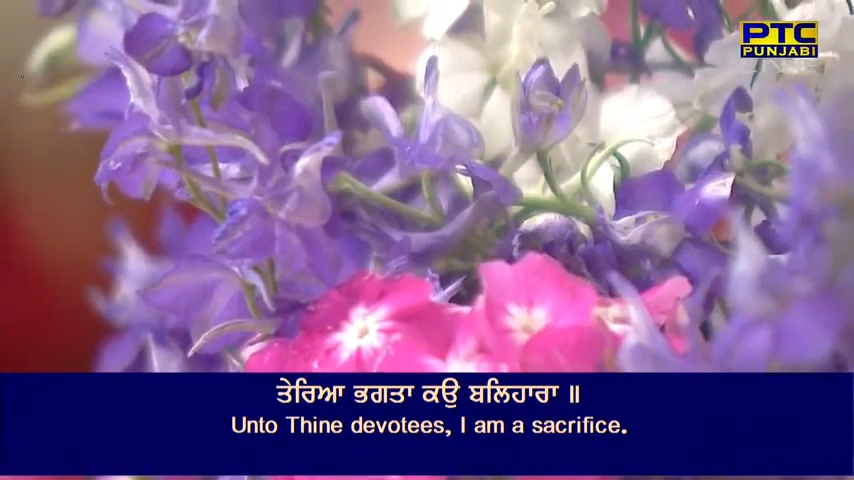 PTC
PUNJABI
ਤੇਰਿਆ ਭਗਤਾ ਕਉ ਬਲਿਹਾਰਾ ॥
Unto Thine devotees, I am a sacrifice.